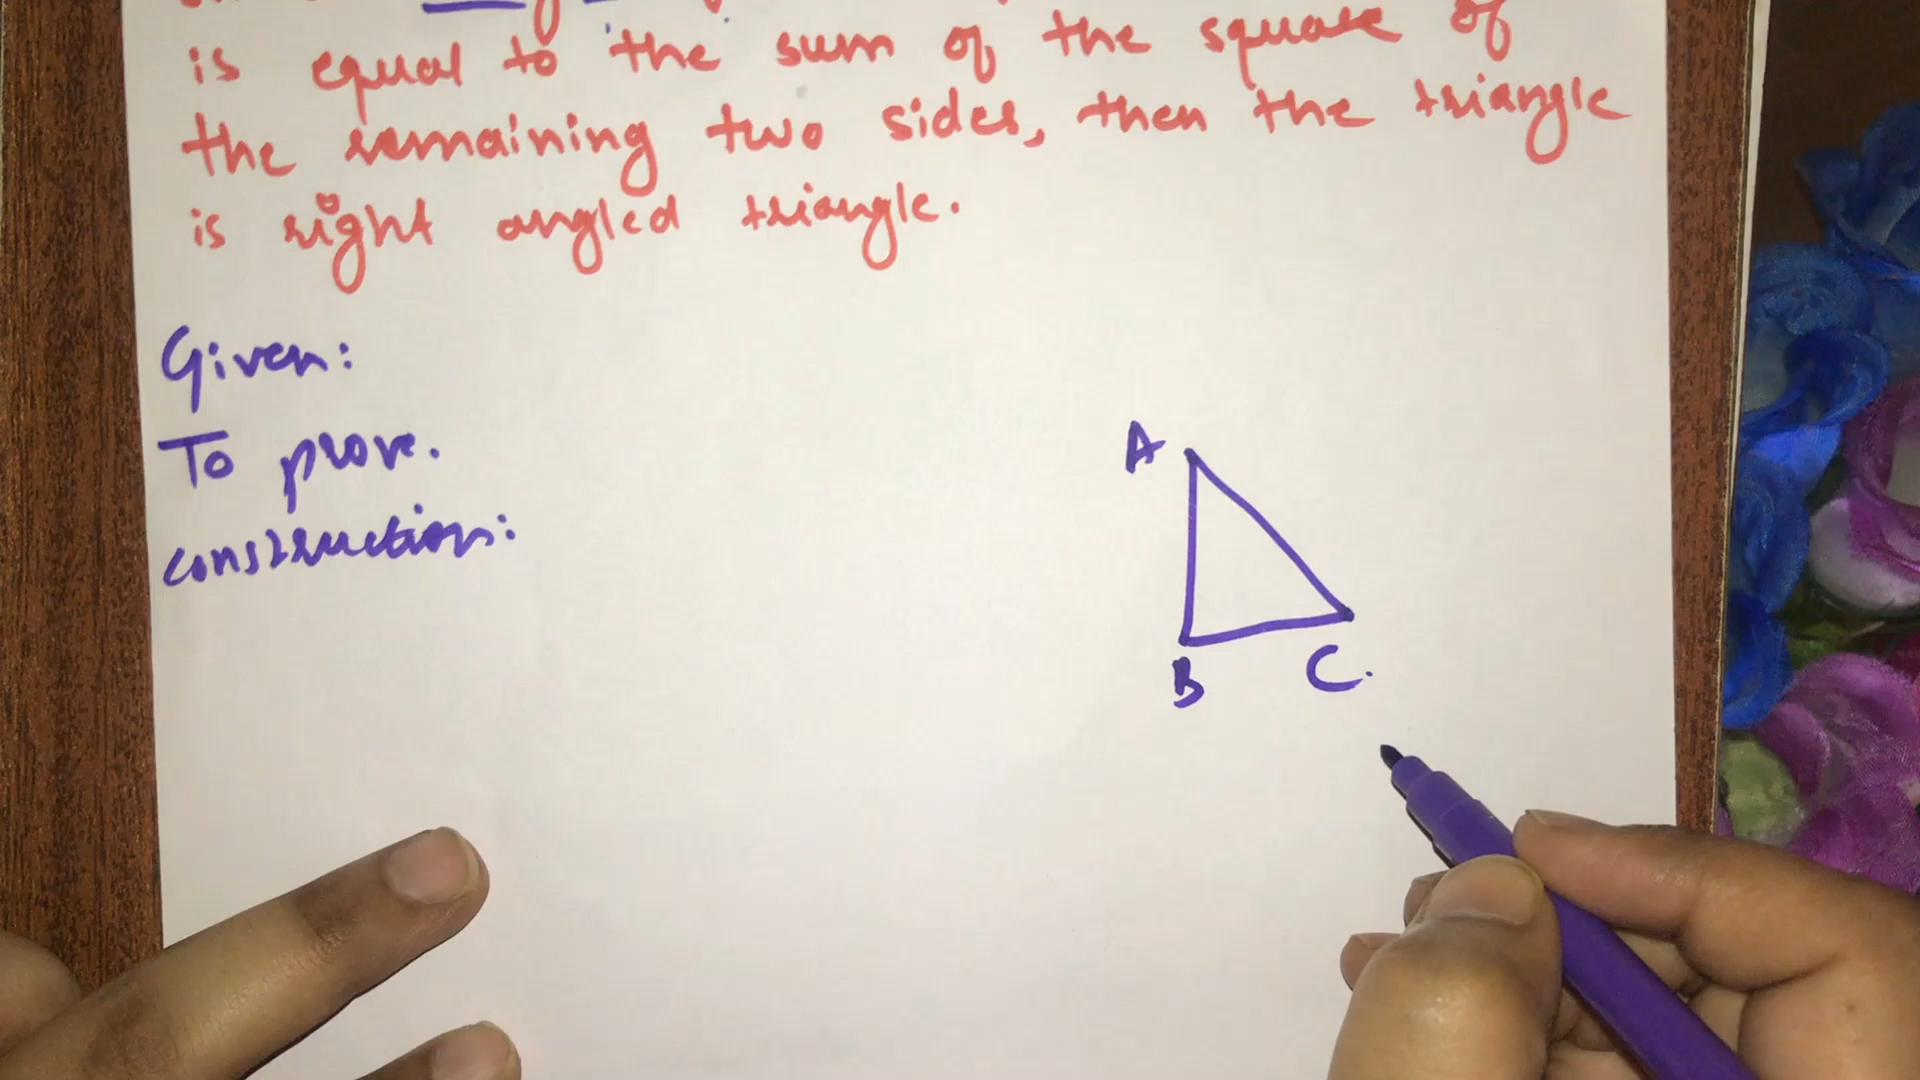 is equal to the sum of the square of
the remaining two sides, then the triangle
is right angled triangle.
Given:
To prove.
construction:
A
B
C.